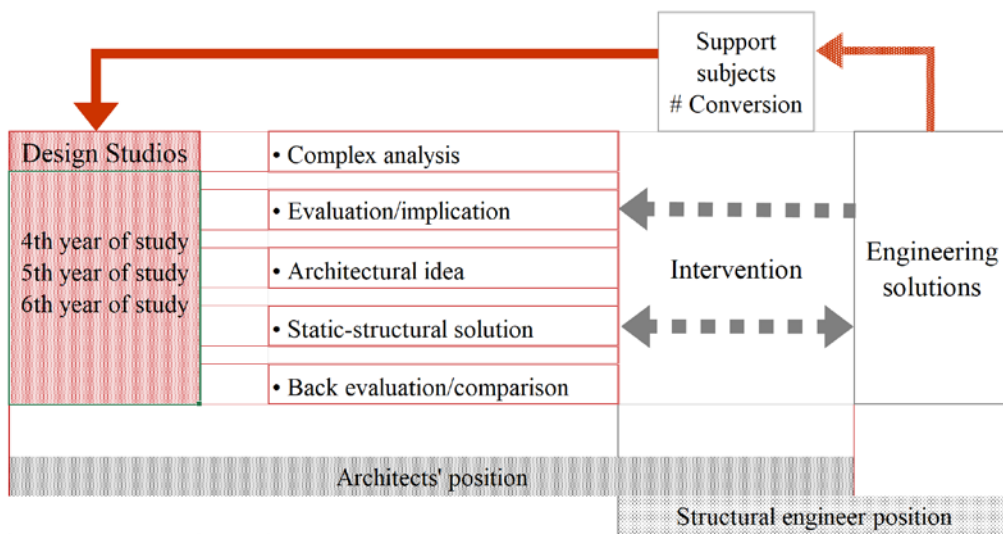 Support
subjects
# Conversion
Design Studios
4th year of study
5th year of study
6th year of study
• Complex analysis
• Evaluation/implication
• Architectural idea
• Static-structural solution
• Back evaluation/comparison
Intervention
Engineering
solutions
Architects' position
Structural engineer position